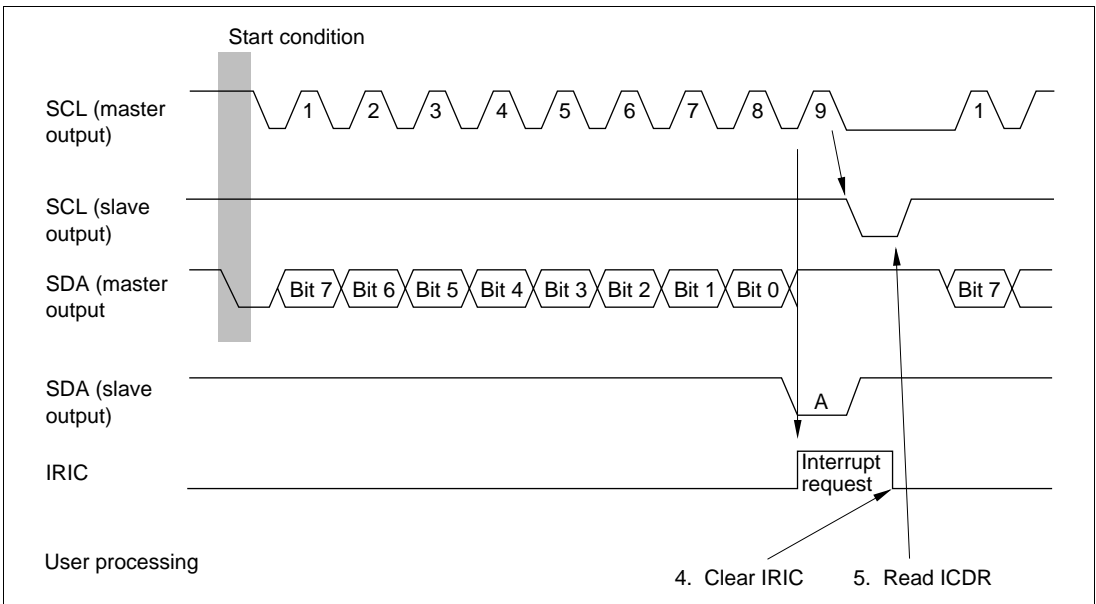 Start condition
SCL (master
output)
1 2 3 4 5 6 7 8 9 1
SCL (slave
output)
SDA (master
output
Bit 7 Bit 6 Bit 5 Bit 4 Bit 3 Bit 2 Bit 1 Bit 0 Bit 7
SDA (slave
output)
A
IRIC
Interrupt
request
User processing
4. Clear IRIC 5. Read ICDR